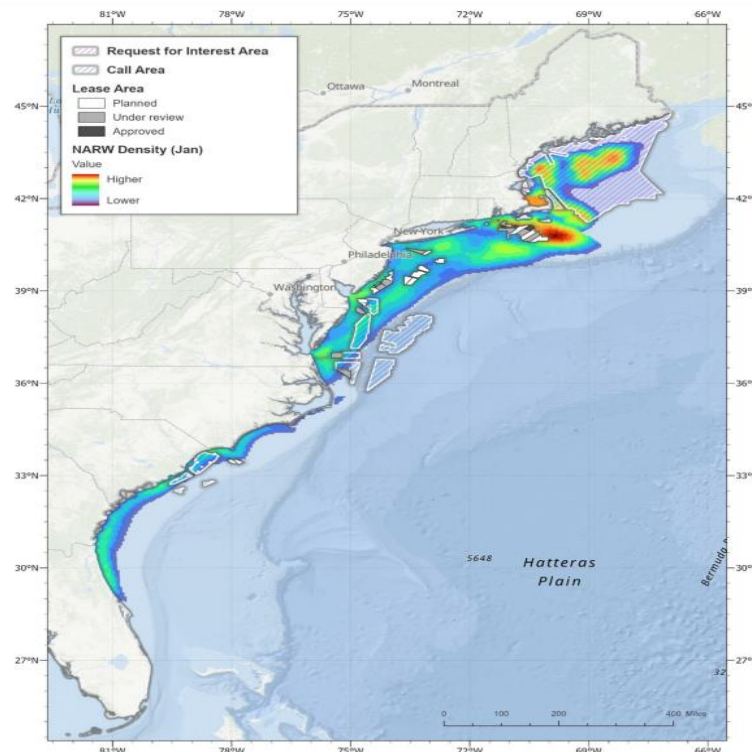 81°W 78°W 75°W 72°W 69°W 66°W
Request for Interest Area
Call Area
Lease Area
Planned
Under review
Approved
NARW Density (Jan)
Value
Higher
Lower
Ottawa
Montreal
45°N
45°N
42°N
42°N
New York
Philadelphia
39°N
39°N
Washington
36°N
36°N
33°N
33°N
5648
Hatteras
Plain
Bermuda
30°N
30°N
27°N
27°N
32
0 100 200 400 Miles
81°W 78°W 75°W 72°W 69°W 66°W